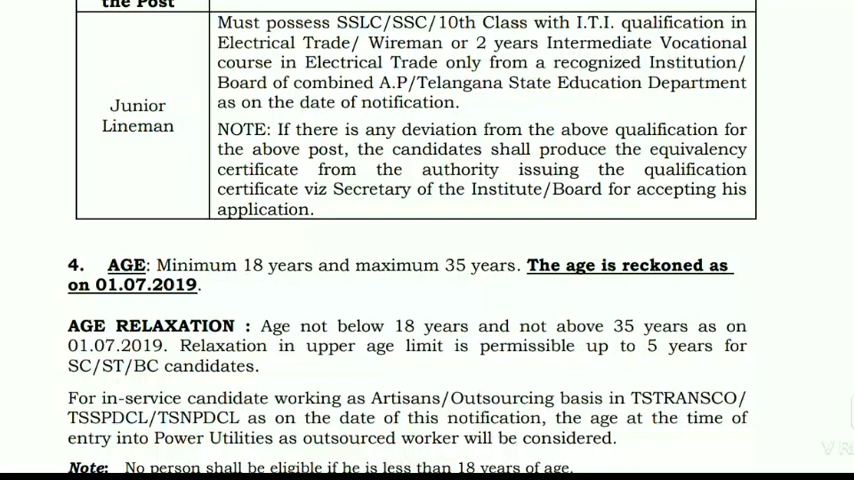 the Post
Must possess SSLC/SSC/10th Class with I.T.I. qualification in
Electrical Trade/ Wireman or 2 years Intermediate Vocational
course in Electrical Trade only from a recognized Institution/
Board of combined A.P/Telangana State Education Department
as on the date of notification.
Junior
Lineman
NOTE: If there is any deviation from the above qualification for
the above post, the candidates shall produce the equivalency
certificate from the authority issuing the qualification
certificate viz Secretary of the Institute/Board for accepting his
application.
4. AGE: Minimum 18 years and maximum 35 years. The age is reckoned as
on 01.07.2019.
AGE RELAXATION : Age not below 18 years and not above 35 years as on
01.07.2019. Relaxation in upper age limit is permissible up to 5 years for
SC/ST/BC candidates.
For in-service candidate working as Artisans/Outsourcing basis in TSTRANSCO/
TSSPDCL/TSNPDCL as on the date of this notification, the age at the time of
entry into Power Utilities as outsourced worker will be considered.
Note: No person shall be eligible if he is less than 18 years of age.